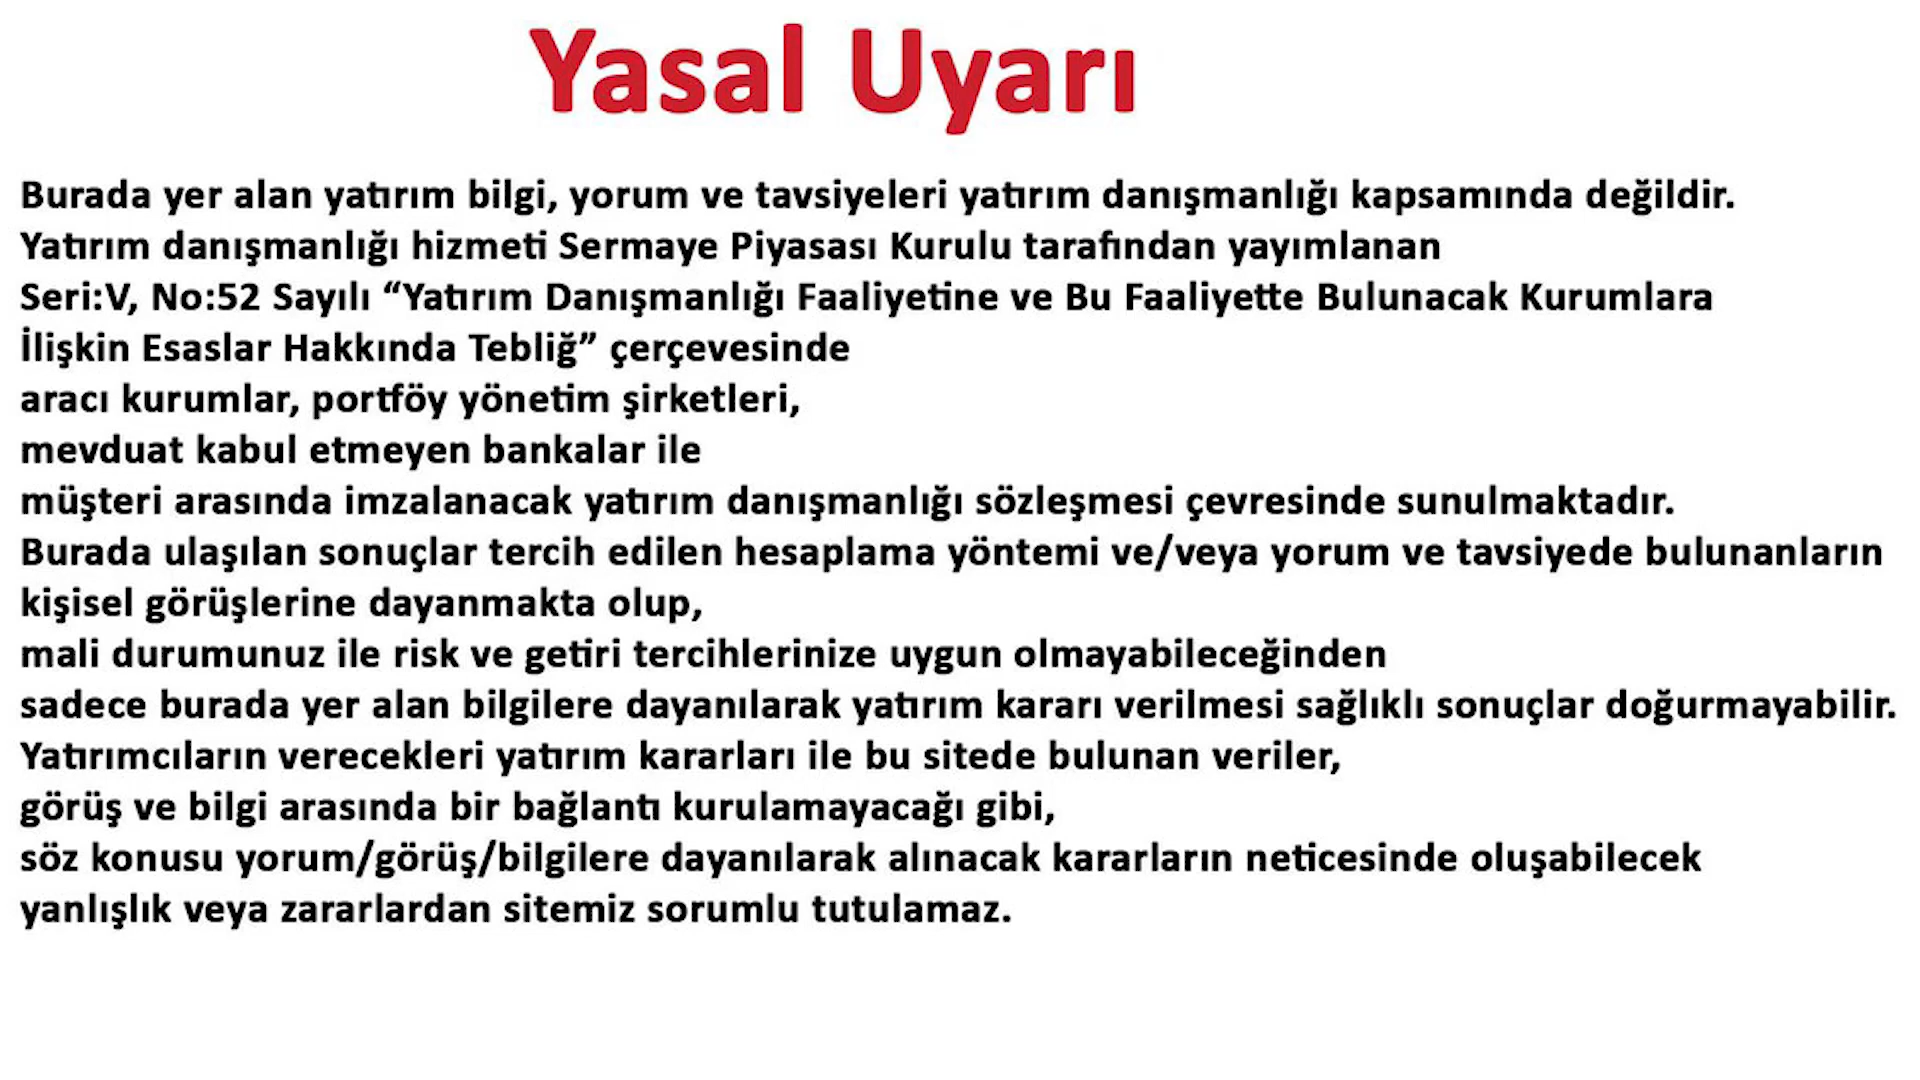 Yasal Uyarı
Burada yer alan yatırım bilgi, yorum ve tavsiyeleri yatırım danışmanlığı kapsamında değildir.
Yatırım danışmanlığı hizmeti Sermaye Piyasası Kurulu tarafından yayımlanan
Seri:V, No:52 Sayılı “Yatırım Danışmanlığı Faaliyetine ve Bu Faaliyette Bulunacak Kurumlara
İlişkin Esaslar Hakkında Tebliğ” çerçevesinde
aracı kurumlar, portföy yönetim şirketleri,
mevduat kabul etmeyen bankalar ile
müşteri arasında imzalanacak yatırım danışmanlığı sözleşmesi çevresinde sunulmaktadır.
Burada ulaşılan sonuçlar tercih edilen hesaplama yöntemi ve/veya yorum ve tavsiyede bulunanların
kişisel görüşlerine dayanmakta olup,
mali durumunuz ile risk ve getiri tercihlerinize uygun olmayabileceğinden
sadece burada yer alan bilgilere dayanılarak yatırım kararı verilmesi sağlıklı sonuçlar doğurmayabilir.
Yatırımcıların verecekleri yatırım kararları ile bu sitede bulunan veriler,
görüş ve bilgi arasında bir bağlantı kurulamayacağı gibi,
söz konusu yorum/görüş/bilgilere dayanılarak alınacak kararların neticesinde oluşabilecek
yanlışlık veya zararlardan sitemiz sorumlu tutulamaz.